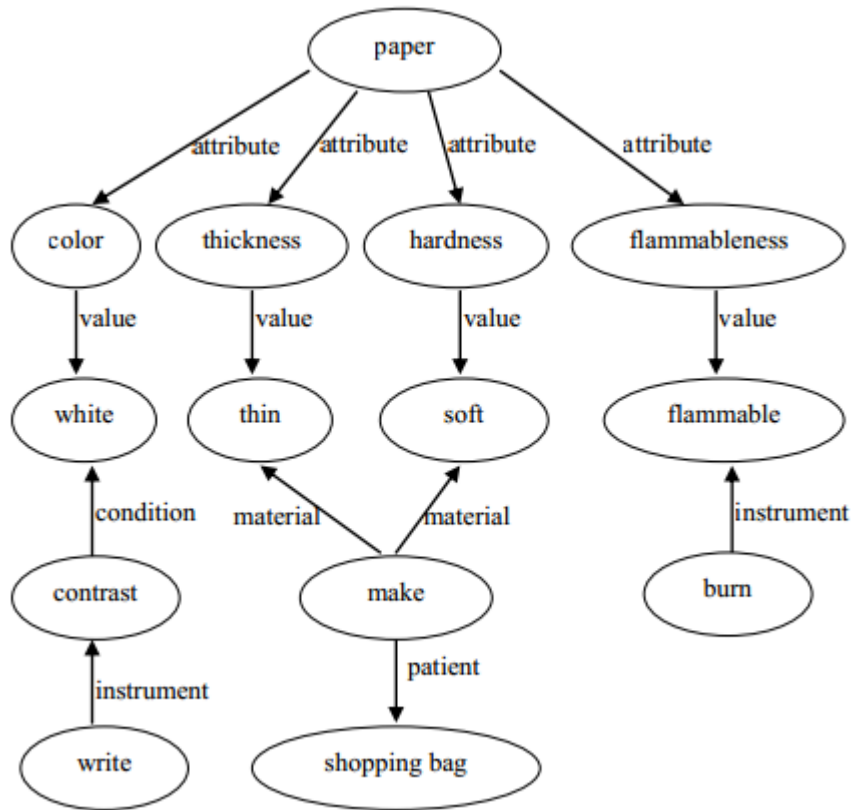 paper
attribute attribute attribute attribute
color thickness hardness flammableness
value value value value
white thin soft flammable
condition material material instrument
contrast make burn
instrument patient
write shopping bag